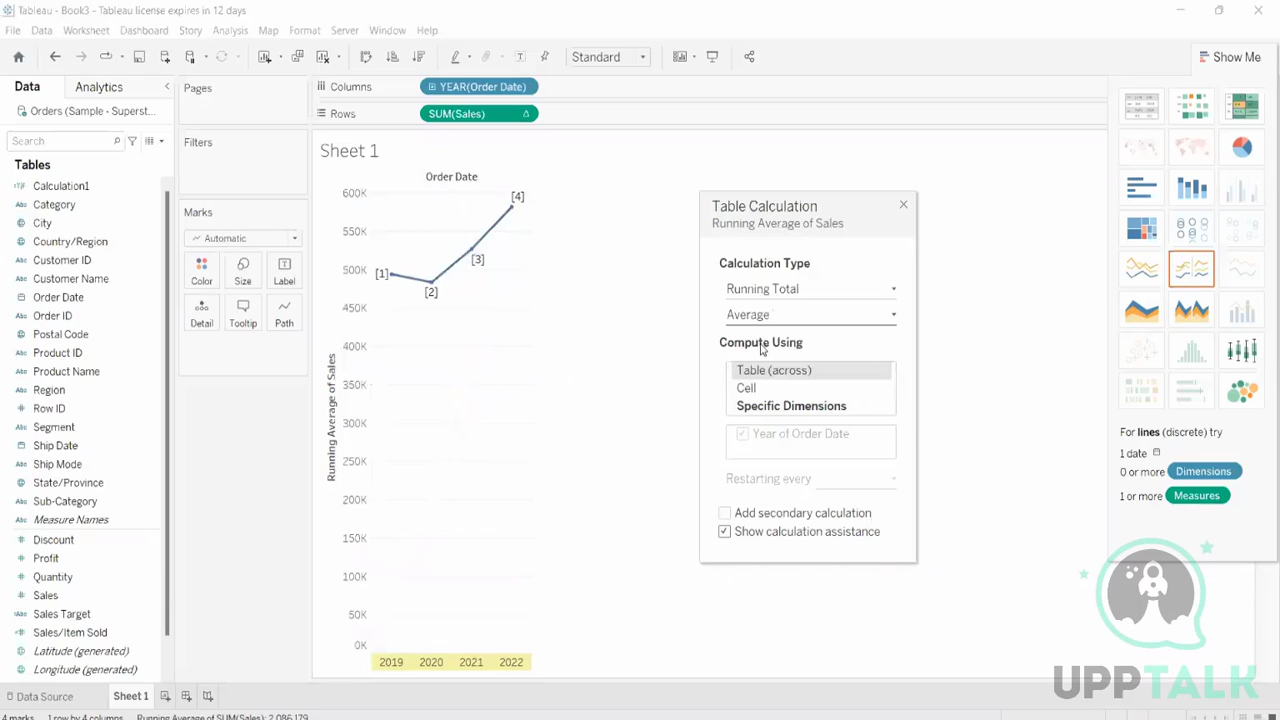 Tableau - Book3 - Tableau license expires in 12 days
File Data Worksheet Dashboard Story Analysis Map Format Server Window Help
Standard
Show Me
Data Analytics
Orders (Sample - Superst...
Search
Tables
Calculation1
Category
City
Country/Region
Customer ID
Customer Name
Order Date
Order ID
Postal Code
Product ID
Product Name
Region
Row ID
Segment
Ship Date
Ship Mode
State/Province
Sub-Category
Measure Names
Discount
Profit
Quantity
Sales
Sales Target
Sales/Item Sold
Latitude (generated)
Longitude (generated)
Pages
Filters
Marks
Automatic
Color Size Label
Detail Tooltip Path
Columns YEAR(Order Date)
Rows SUM(Sales)
Sheet 1
Order Date
600K
550K
500K
450K
400K
350K
300K
250K
200K
150K
100K
50K
0K
Running Average of Sales
[1]
[2]
[3]
[4]
2019 2020 2021 2022
Table Calculation
Running Average of Sales
Calculation Type
Running Total
Average
Compute Using
Table (across)
Cell
Specific Dimensions
Year of Order Date
Restarting every
Add secondary calculation
Show calculation assistance
For lines (discrete) try
1 date
0 or more Dimensions
1 or more Measures
UPPTALK
Data Source Sheet 1
4 marks 1 row by 4 columns Running Average of SUM(Sales): 2,086,179